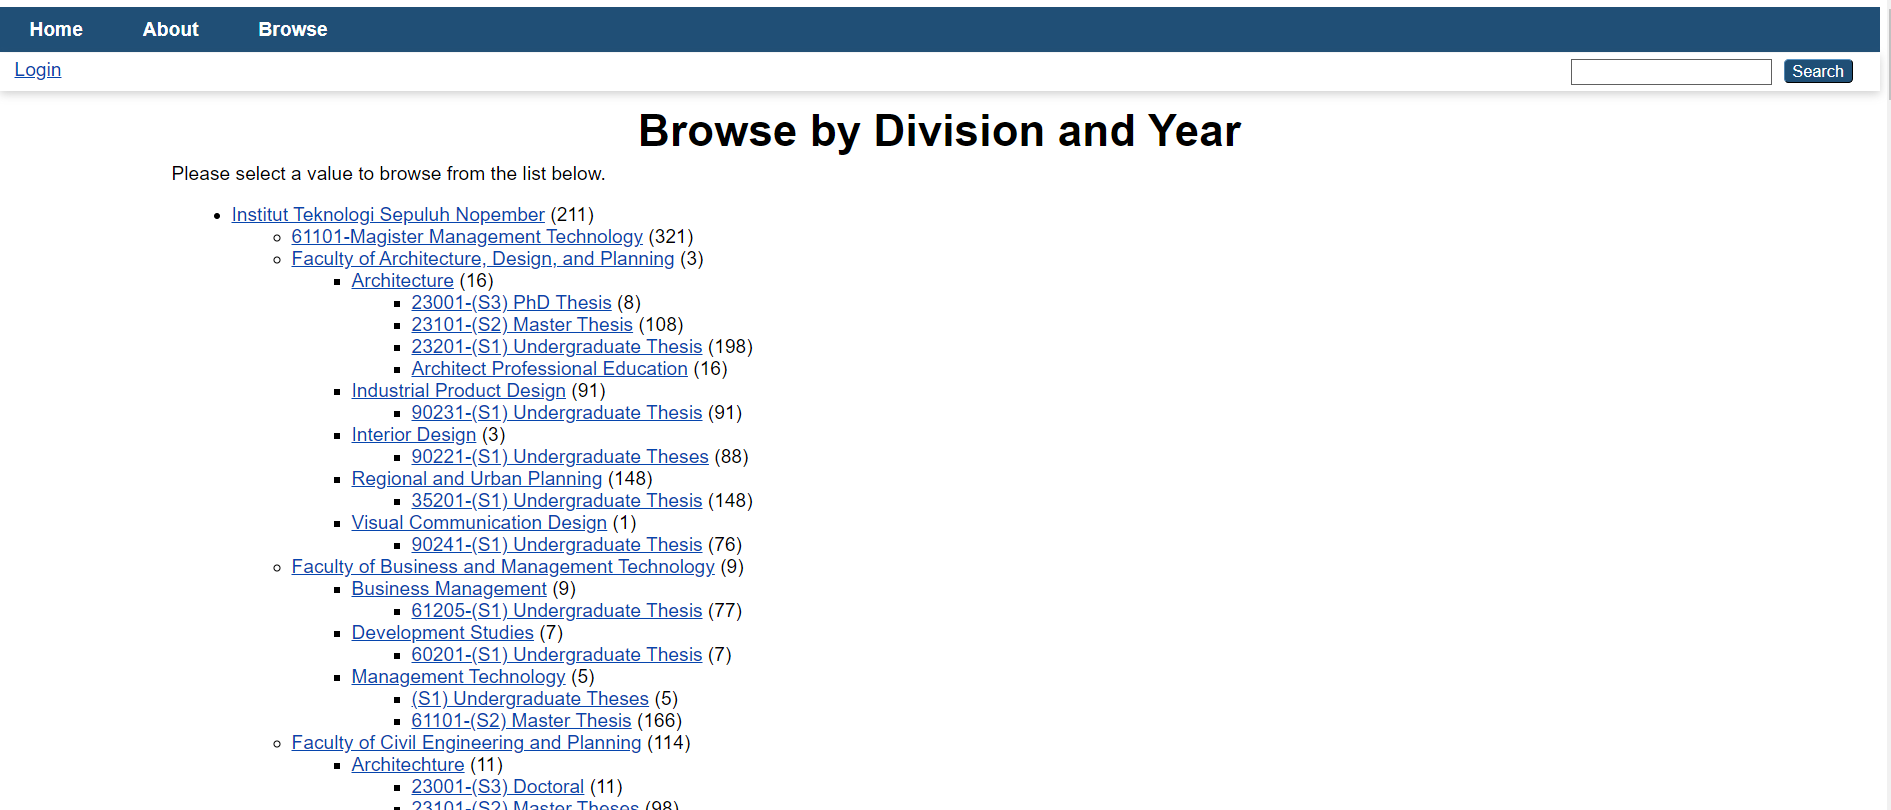 Home About Browse
Login Search
Browse by Division and Year
Please select a value to browse from the list below.
Institut Teknologi Sepuluh Nopember (211)
61101-Magister Management Technology (321)
Faculty of Architecture, Design, and Planning (3)
Architecture (16)
23001-(S3) PhD Thesis (8)
23101-(S2) Master Thesis (108)
23201-(S1) Undergraduate Thesis (198)
Architect Professional Education (16)
Industrial Product Design (91)
90231-(S1) Undergraduate Thesis (91)
Interior Design (3)
90221-(S1) Undergraduate Theses (88)
Regional and Urban Planning (148)
35201-(S1) Undergraduate Thesis (148)
Visual Communication Design (1)
90241-(S1) Undergraduate Thesis (76)
Faculty of Business and Management Technology (9)
Business Management (9)
61205-(S1) Undergraduate Thesis (77)
Development Studies (7)
60201-(S1) Undergraduate Thesis (7)
Management Technology (5)
(S1) Undergraduate Theses (5)
61101-(S2) Master Thesis (166)
Faculty of Civil Engineering and Planning (114)
Architechture (11)
23001-(S3) Doctoral (11)
23101-(S2) Master Theses (98)